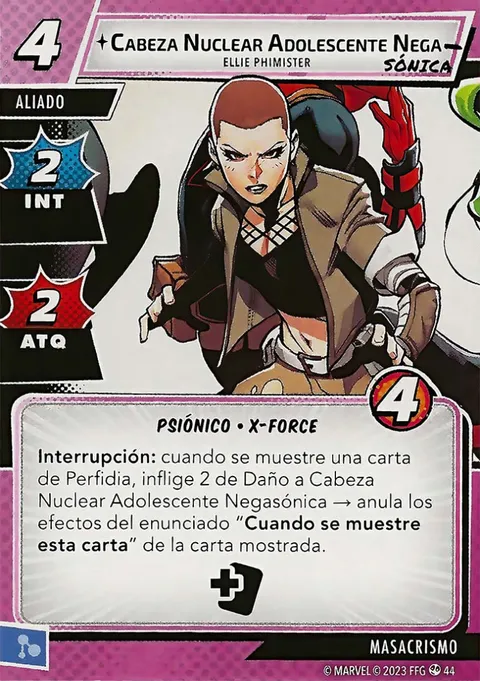 4
CABEZA NUCLEAR ADOLESCENTE NEGA-
SÓNICA
ELLIE PHIMISTER
ALIADO
2
INT
2
ATQ
4
PSIÓNICO • X-FORCE
Interrupción: cuando se muestre una carta
de Perfidia, inflige 2 de Daño a Cabeza
Nuclear Adolescente Negasónica → anula los
efectos del enunciado “Cuando se muestre
esta carta” de la carta mostrada.
MASACRISMO
© MARVEL © 2023 FFG 44